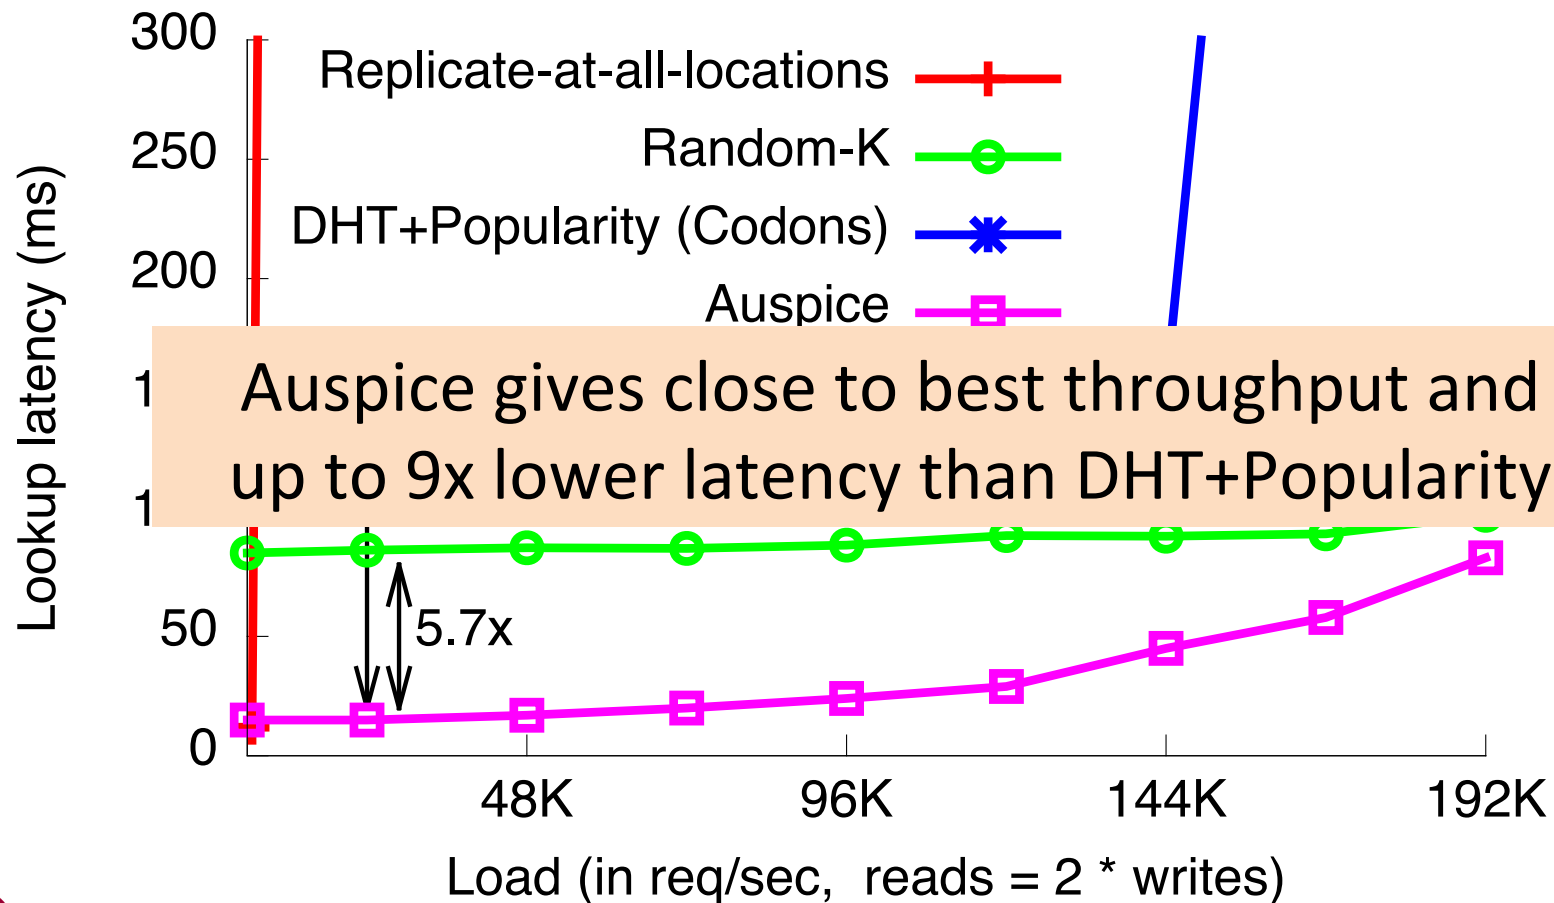 300
Replicate-at-all-locations
250
Random-K
DHT+Popularity (Codons)
200
Auspice
Lookup latency (ms)
1
Auspice gives close to best throughput and
up to 9x lower latency than DHT+Popularity
1
50
5.7x
0
48K 96K 144K 192K
Load (in req/sec, reads = 2 * writes)